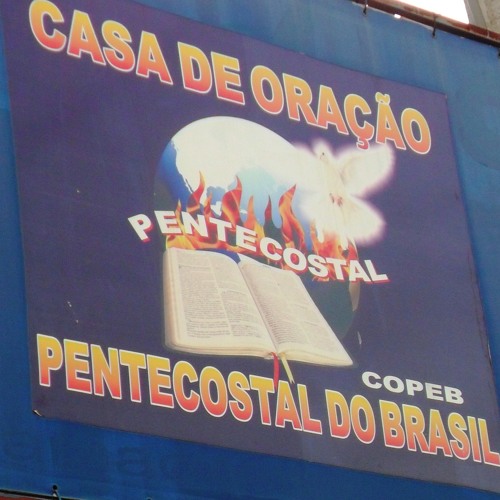 CASA DE ORAÇÃO
PENTECOSTAL
COPEB
PENTECOSTAL DO BRASIL